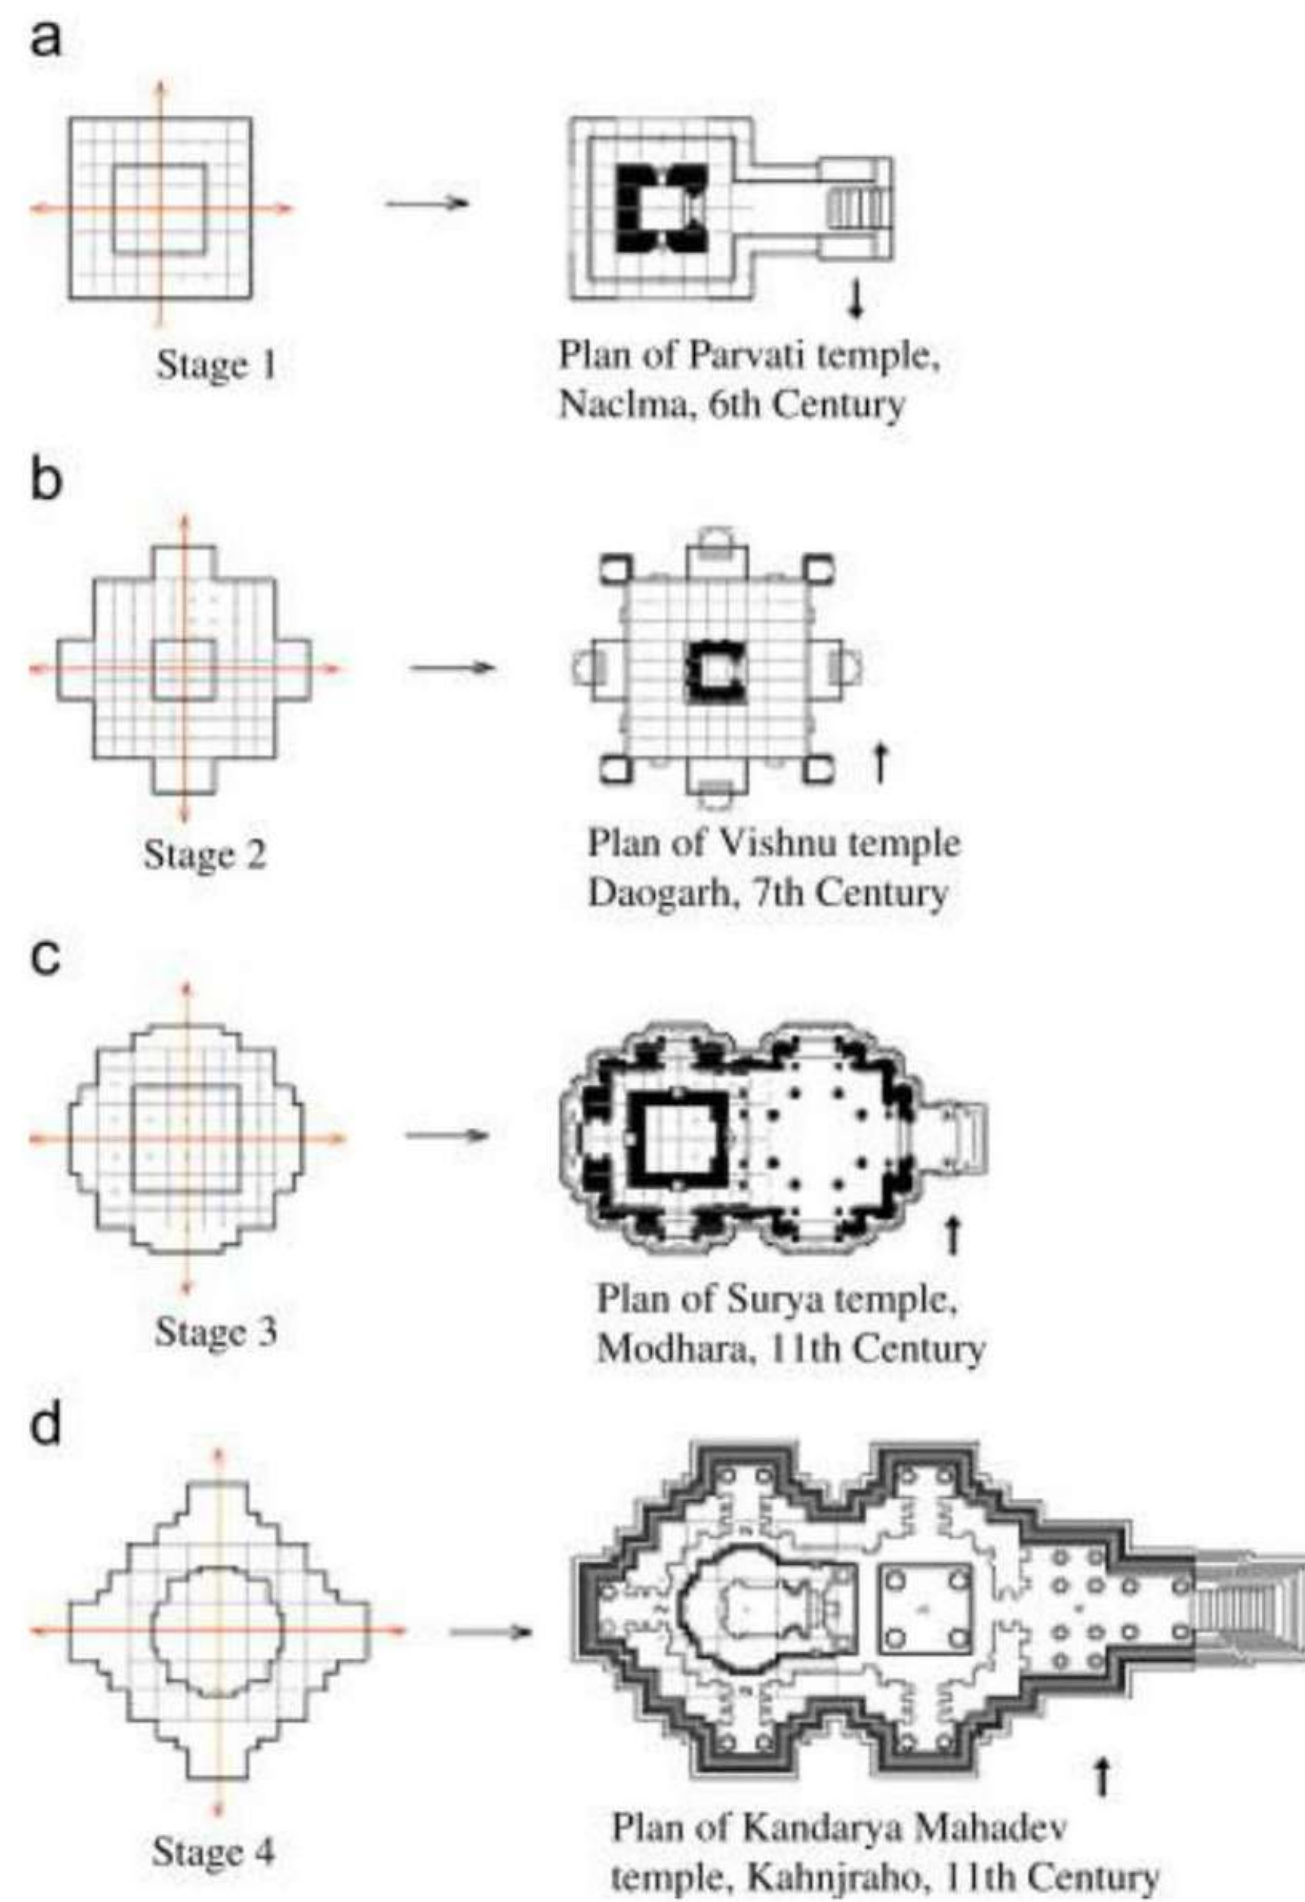 a
Stage 1
Plan of Parvati temple,
Naclma, 6th Century
b
Stage 2
Plan of Vishnu temple
Daogarh, 7th Century
c
Stage 3
Plan of Surya temple,
Modhara, 11th Century
d
Stage 4
Plan of Kandarya Mahadev
temple, Kahnjraho, 11th Century